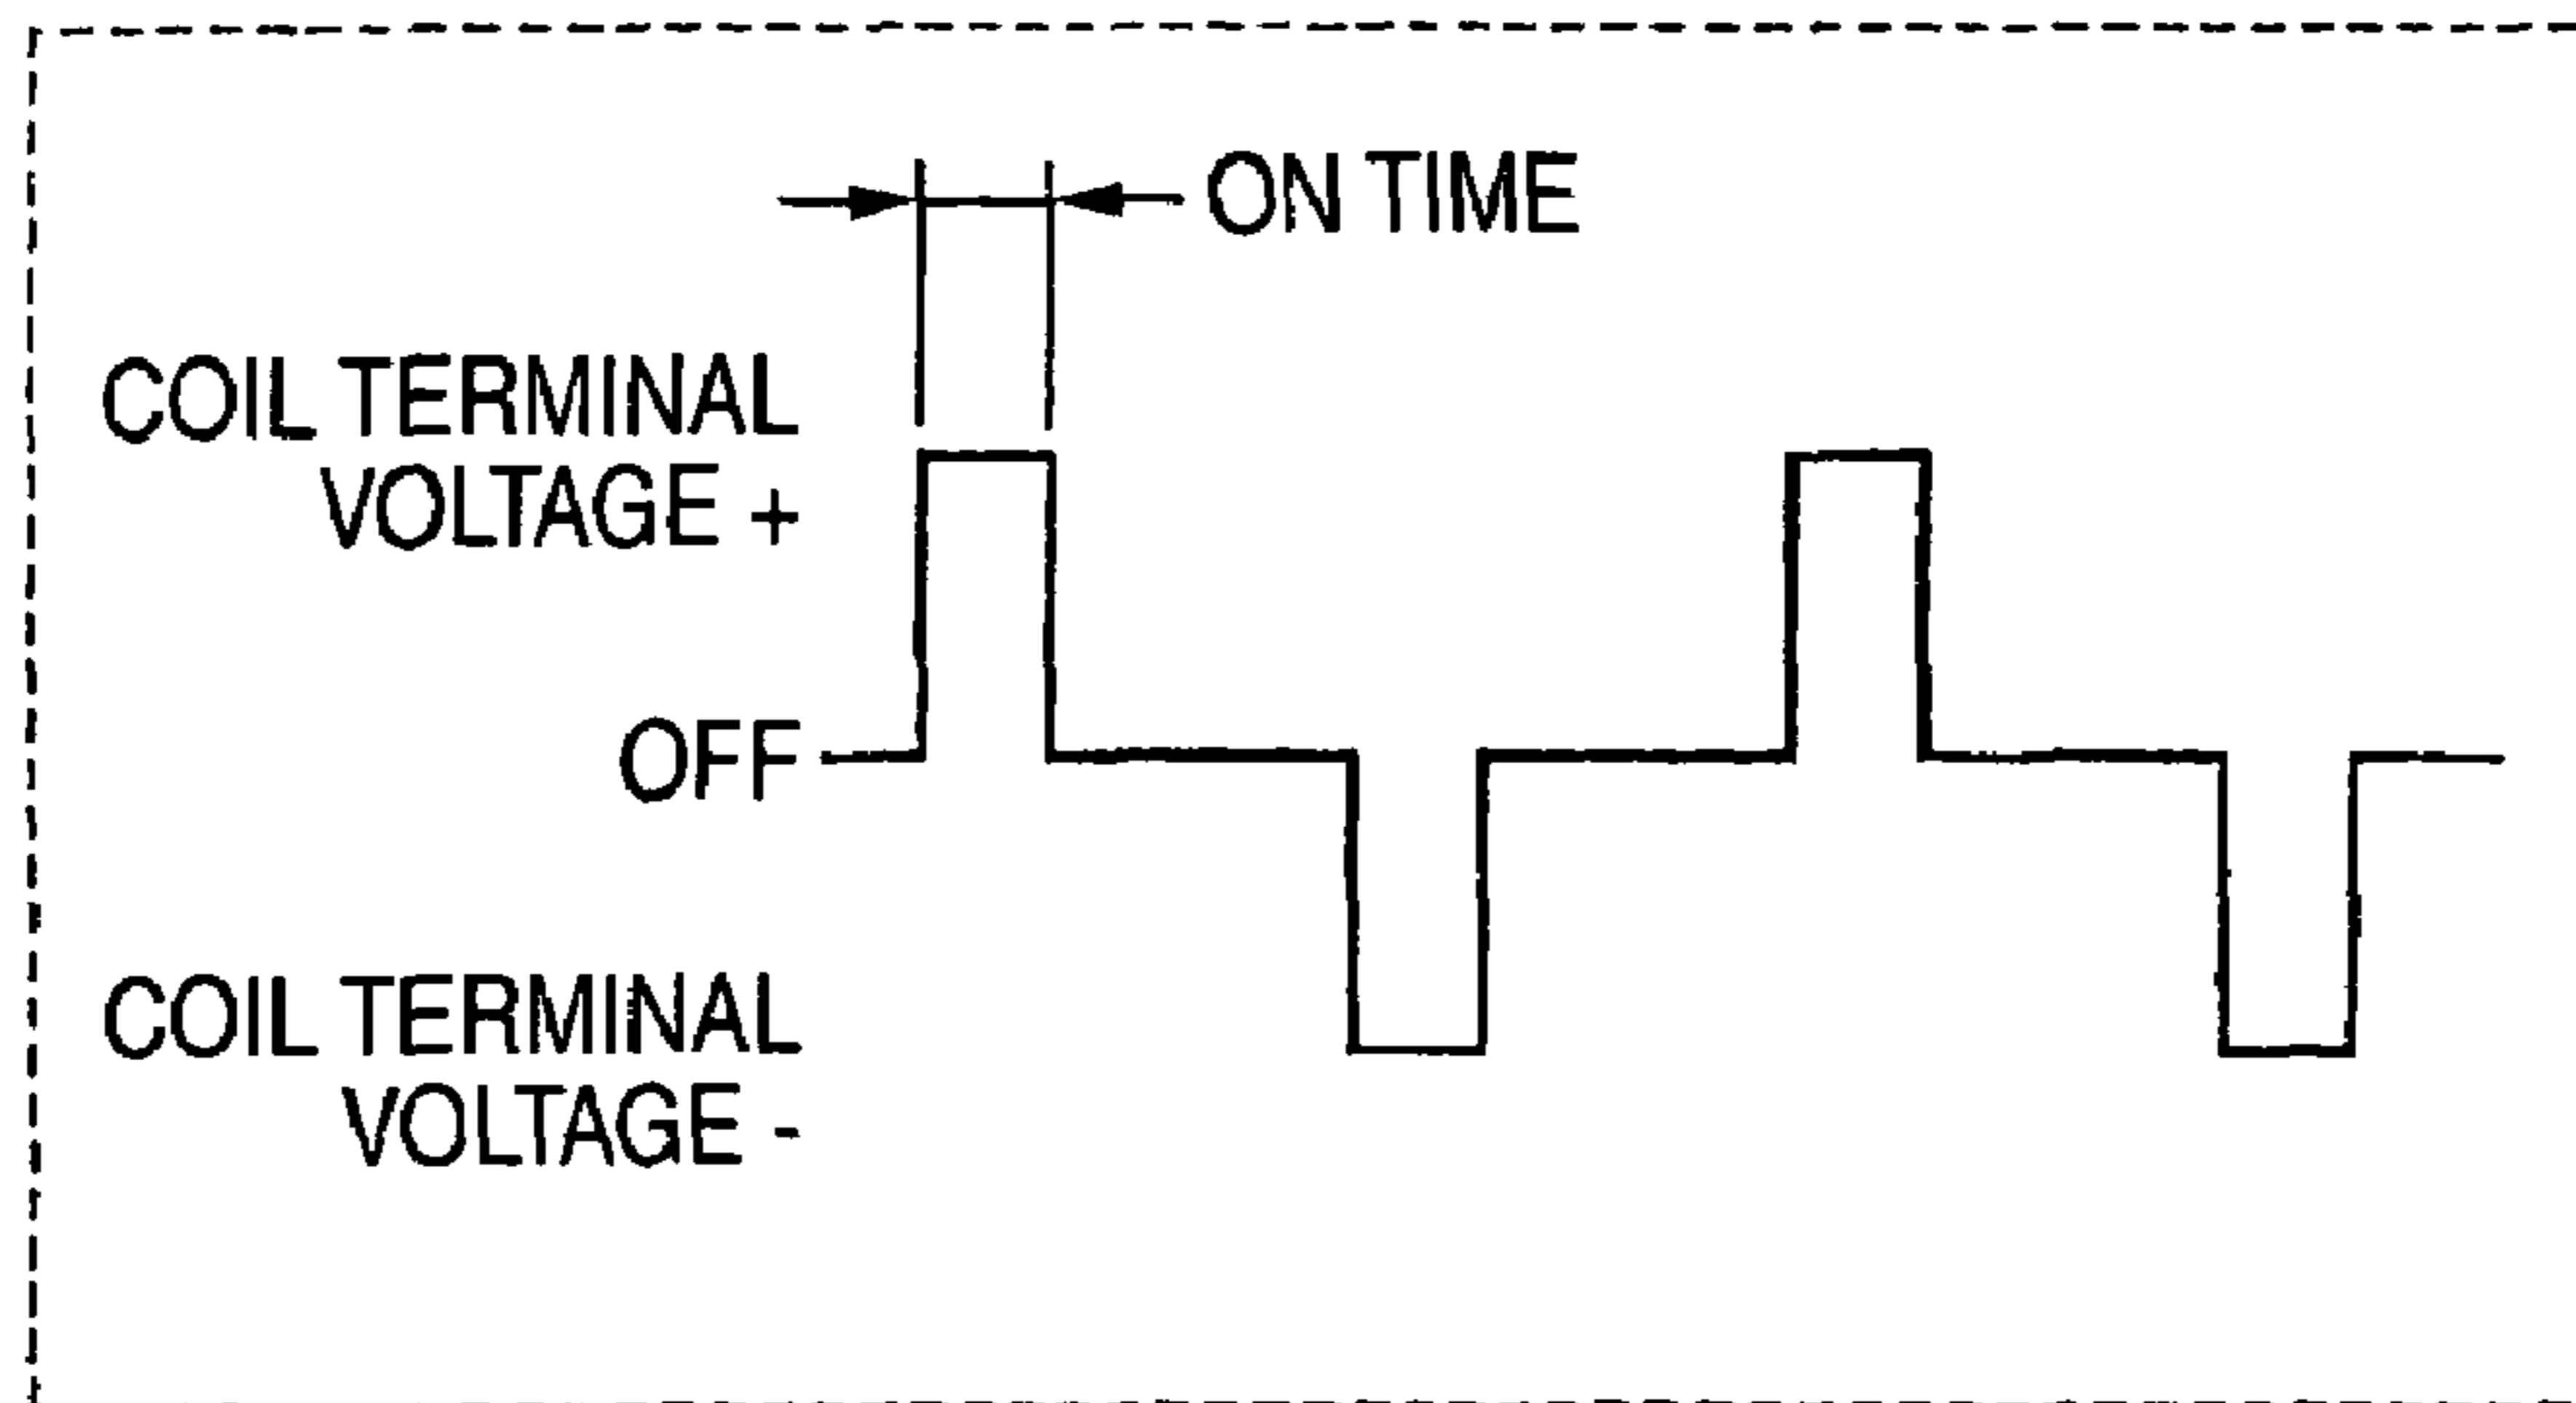 ON TIME
COIL TERMINAL
VOLTAGE +
OFF
COIL TERMINAL
VOLTAGE -